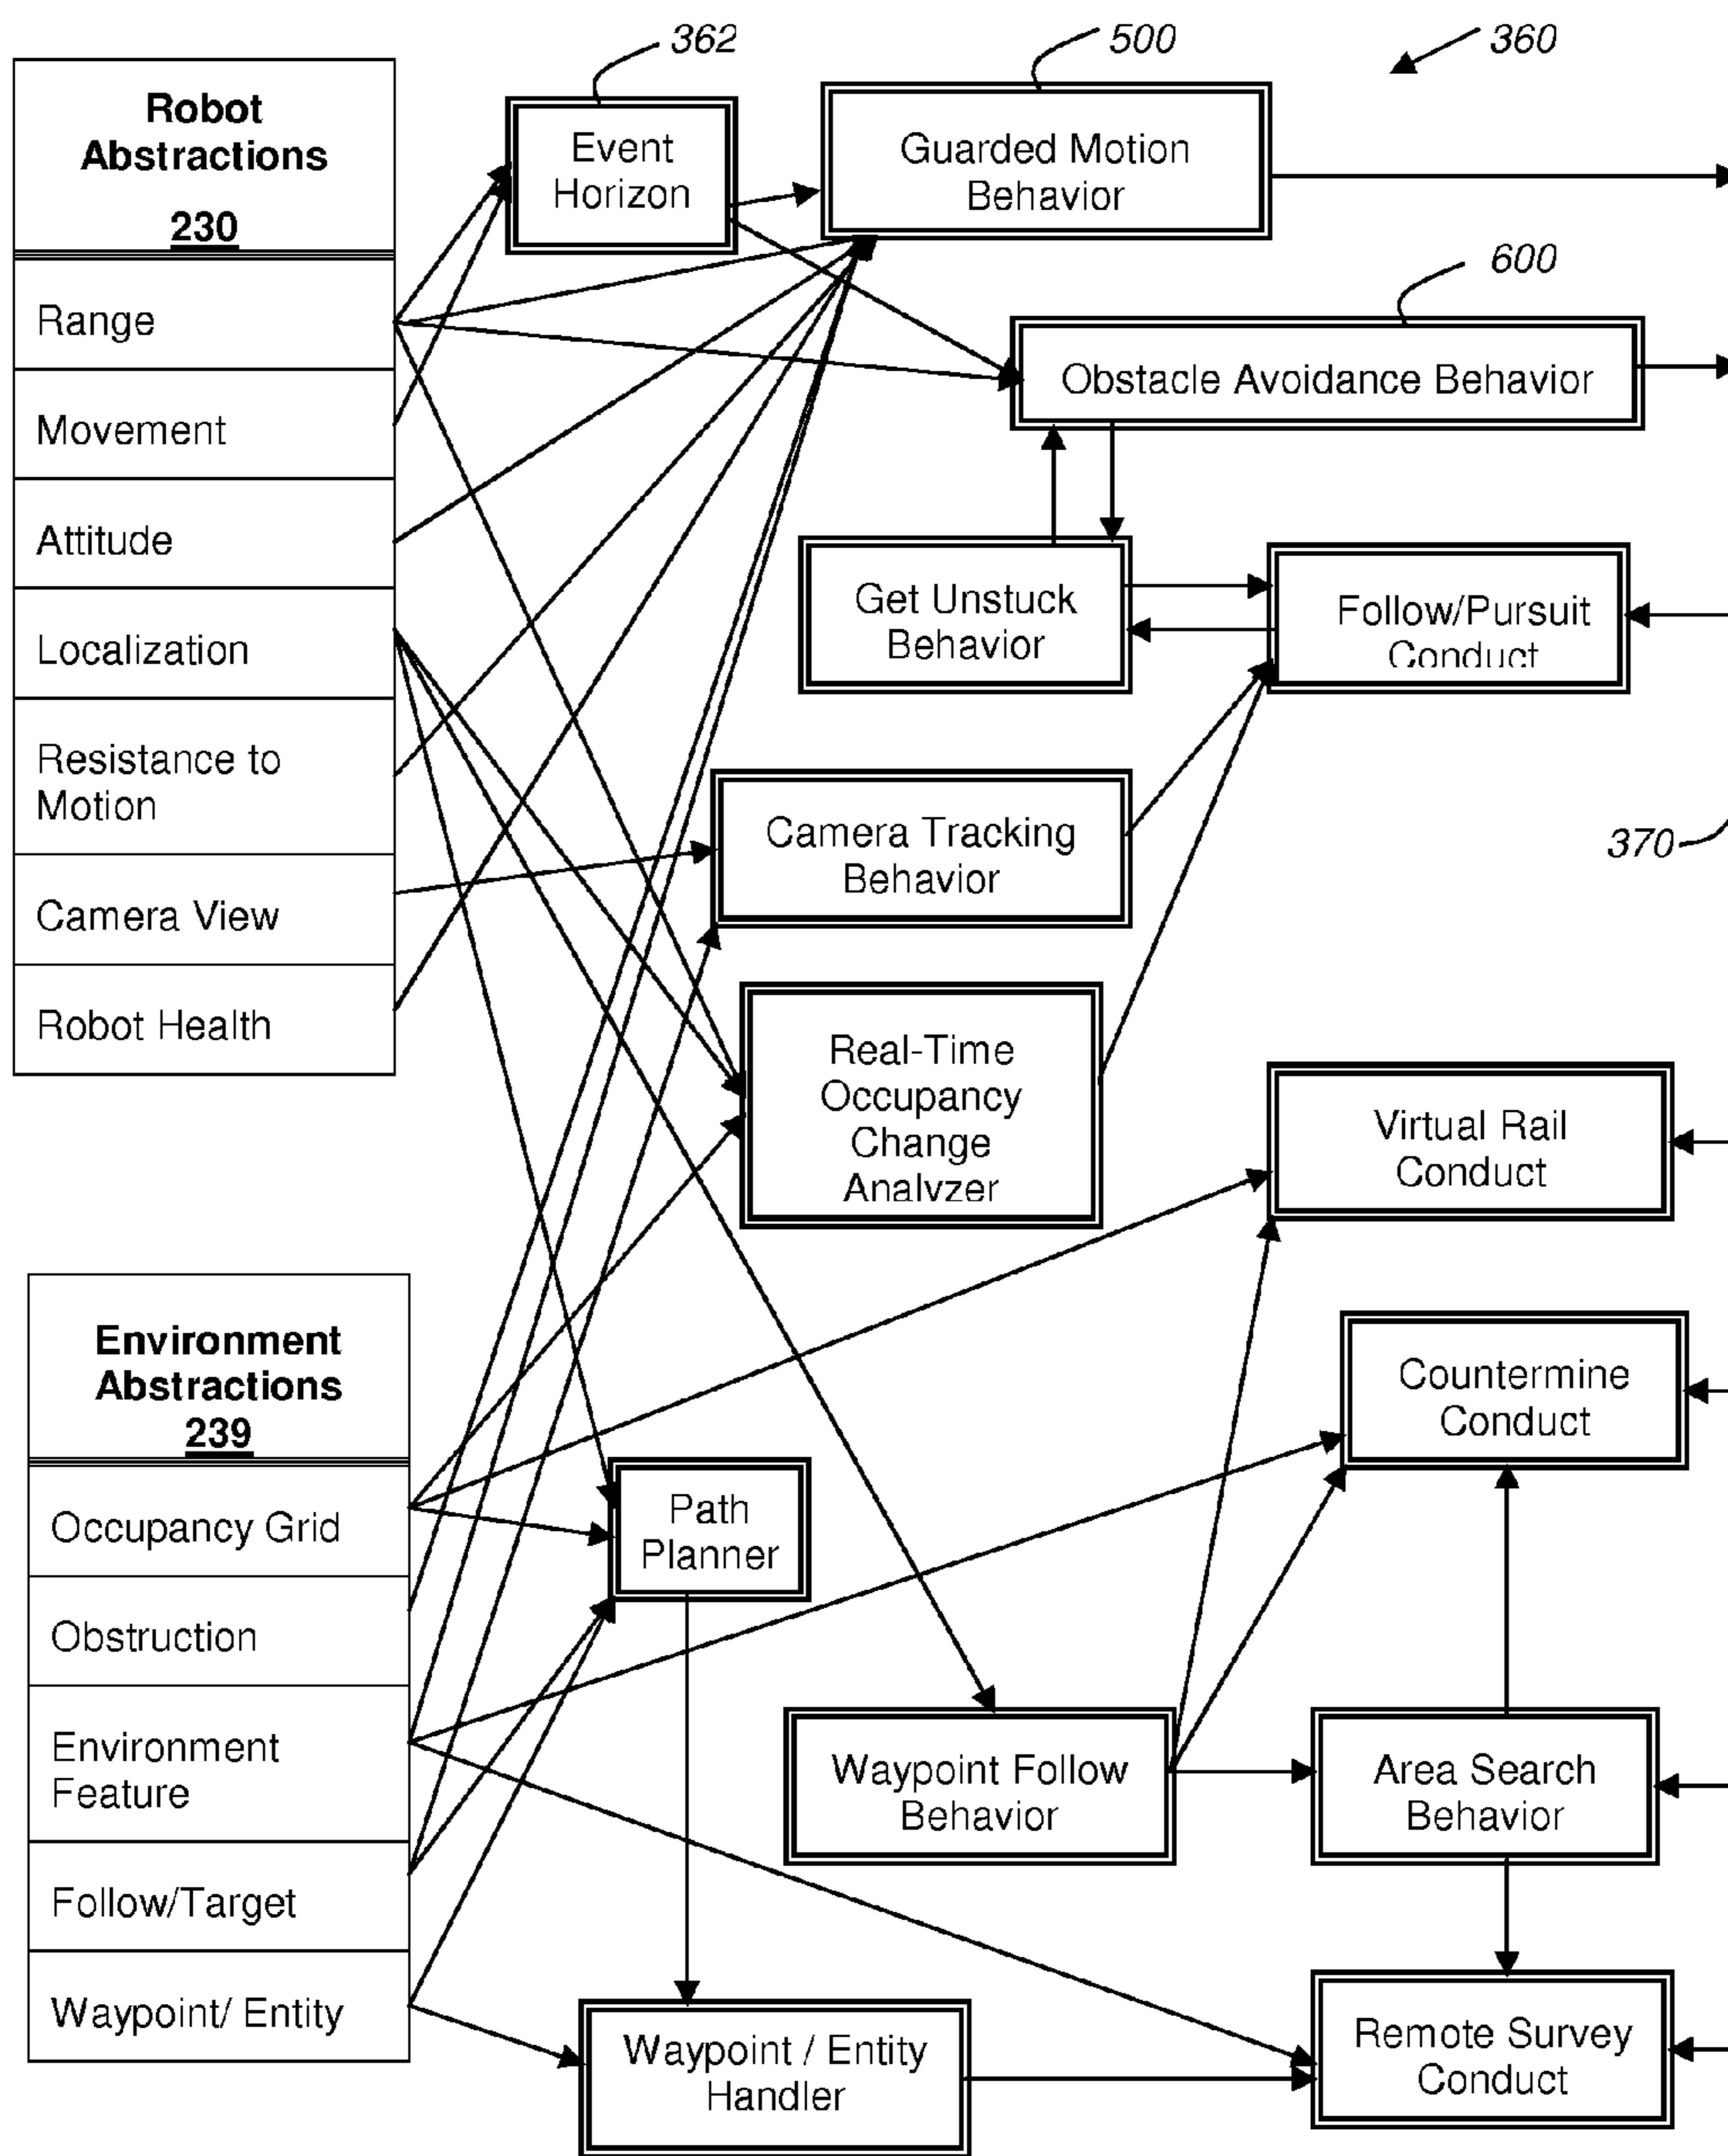 362
500
360
Robot
Abstractions
230
Event
Horizon
Guarded Motion
Behavior
600
Range
Obstacle Avoidance Behavior
Movement
Attitude
Get Unstuck
Behavior
Follow/Pursuit
Conduct
Localization
Resistance to
Motion
Camera Tracking
Behavior
370
Camera View
Robot Health
Real-Time
Occupancy
Change
Analyzer
Virtual Rail
Conduct
Environment
Abstractions
239
Countermine
Conduct
Occupancy Grid
Path
Planner
Obstruction
Environment
Feature
Waypoint Follow
Behavior
Area Search
Behavior
Follow/Target
Waypoint/ Entity
Waypoint / Entity
Handler
Remote Survey
Conduct